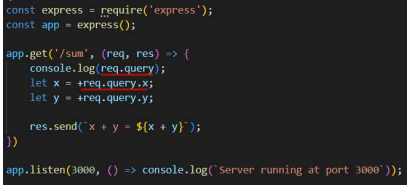 const express = require('express');
const app = express();
app.get('/sum', (req, res) => {
console.log(req.query);
let x = +req.query.x;
let y = +req.query.y;
res.send(`x + y = ${x + y}`);
})
app.listen(3000, () => console.log(`Server running at port 3000`));